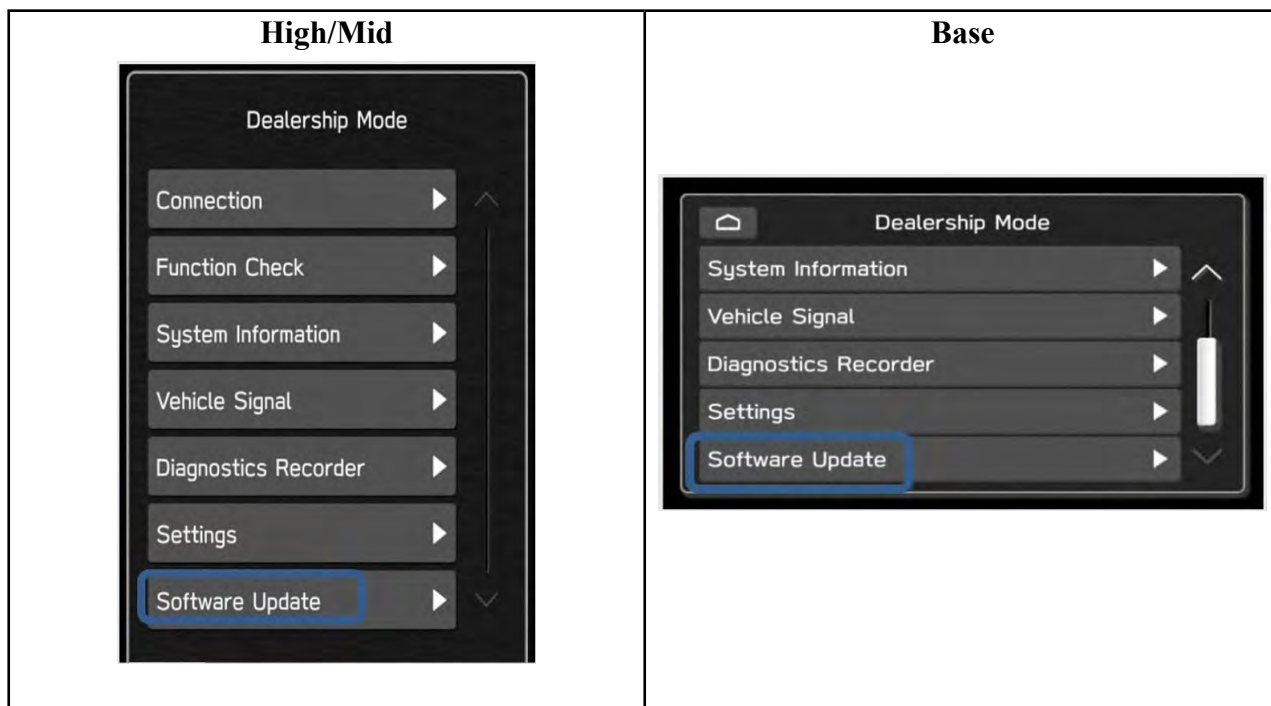 High/Mid
Dealership Mode
Connection
Function Check
System Information
Vehicle Signal
Diagnostics Recorder
Settings
Software Update
Base
Dealership Mode
System Information
Vehicle Signal
Diagnostics Recorder
Settings
Software Update